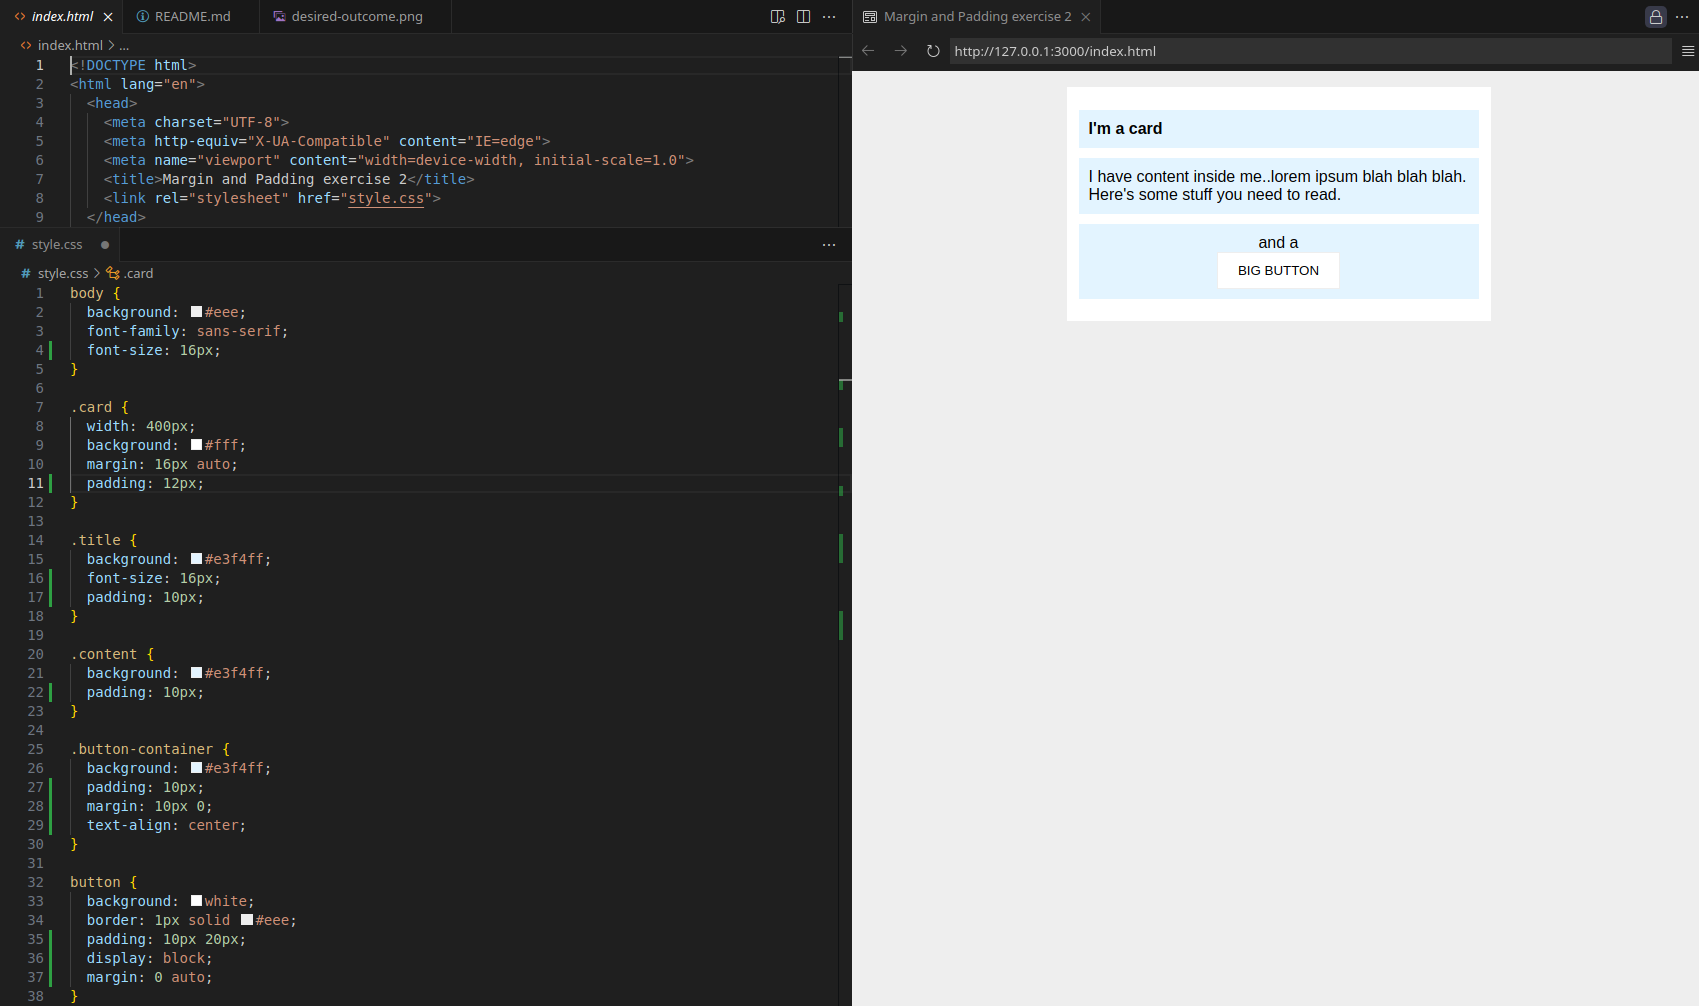 index.html
README.md
desired-outcome.png
index.html > ...
1 <!DOCTYPE html>
2 <html lang="en">
3 <head>
4 <meta charset="UTF-8">
5 <meta http-equiv="X-UA-Compatible" content="IE=edge">
6 <meta name="viewport" content="width=device-width, initial-scale=1.0">
7 <title>Margin and Padding exercise 2</title>
8 <link rel="stylesheet" href="style.css">
9 </head>
# style.css
# style.css > .card
1 body {
2 background: #eee;
3 font-family: sans-serif;
4 font-size: 16px;
5 }
6
7 .card {
8 width: 400px;
9 background: #fff;
10 margin: 16px auto;
11 padding: 12px;
12 }
13
14 .title {
15 background: #e3f4ff;
16 font-size: 16px;
17 padding: 10px;
18 }
19
20 .content {
21 background: #e3f4ff;
22 padding: 10px;
23 }
24
25 .button-container {
26 background: #e3f4ff;
27 padding: 10px;
28 margin: 10px 0;
29 text-align: center;
30 }
31
32 button {
33 background: white;
34 border: 1px solid #eee;
35 padding: 10px 20px;
36 display: block;
37 margin: 0 auto;
38 }
Margin and Padding exercise 2
http://127.0.0.1:3000/index.html
I'm a card
I have content inside me..lorem ipsum blah blah blah.
Here's some stuff you need to read.
and a
BIG BUTTON